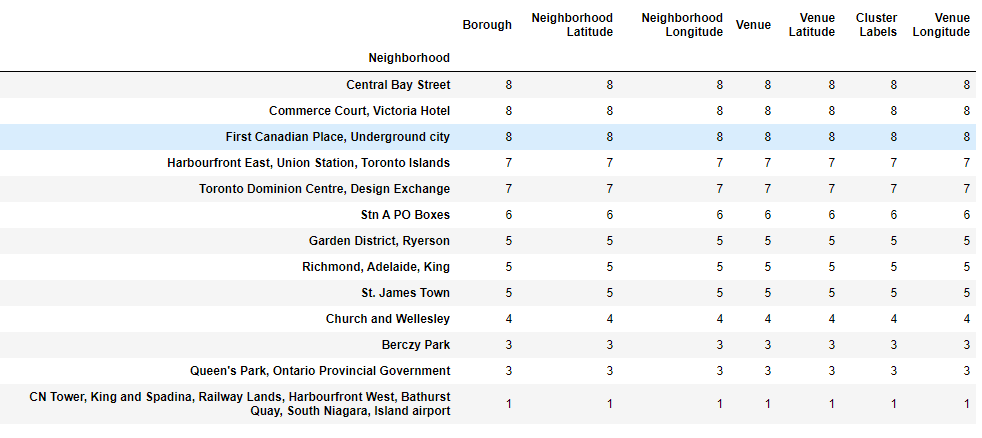 Borough Neighborhood Latitude Neighborhood Longitude Venue Venue Latitude Cluster Labels Venue Longitude
Neighborhood
Central Bay Street 8 8 8 8 8 8 8
Commerce Court, Victoria Hotel 8 8 8 8 8 8 8
First Canadian Place, Underground city 8 8 8 8 8 8 8
Harbourfront East, Union Station, Toronto Islands 7 7 7 7 7 7 7
Toronto Dominion Centre, Design Exchange 7 7 7 7 7 7 7
Stn A PO Boxes 6 6 6 6 6 6 6
Garden District, Ryerson 5 5 5 5 5 5 5
Richmond, Adelaide, King 5 5 5 5 5 5 5
St. James Town 5 5 5 5 5 5 5
Church and Wellesley 4 4 4 4 4 4 4
Berczy Park 3 3 3 3 3 3 3
Queen's Park, Ontario Provincial Government 3 3 3 3 3 3 3
CN Tower, King and Spadina, Railway Lands, Harbourfront West, Bathurst
Quay, South Niagara, Island airport 1 1 1 1 1 1 1